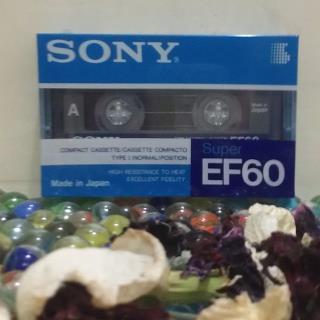 SONY
A
Made in
Japan
COMPACT CASSETTE/CASSETTE COMPACTO
TYPE I (NORMAL) POSITION
Super
EF60
HIGH RESISTANCE TO HEAT
EXCELLENT FIDELITY
Made in Japan